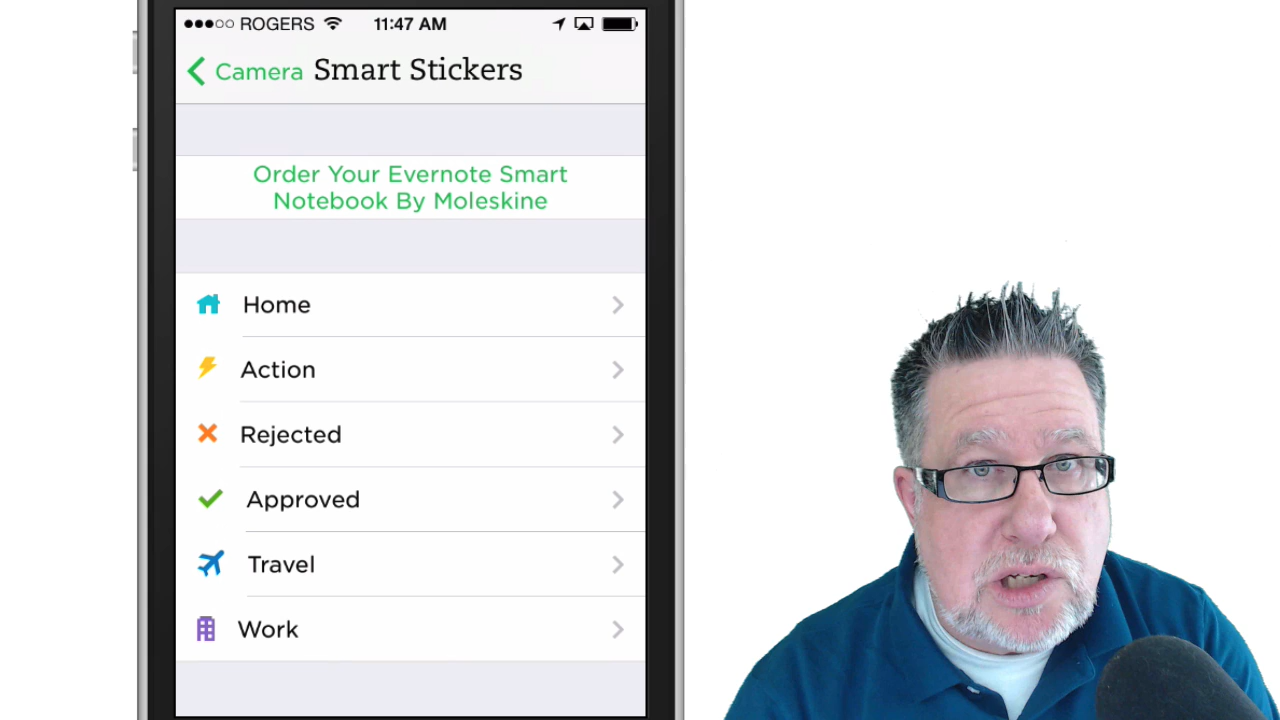 ROGERS 11:47 AM
Camera Smart Stickers
Order Your Evernote Smart
Notebook By Moleskine
Home
Action
Rejected
Approved
Travel
Work